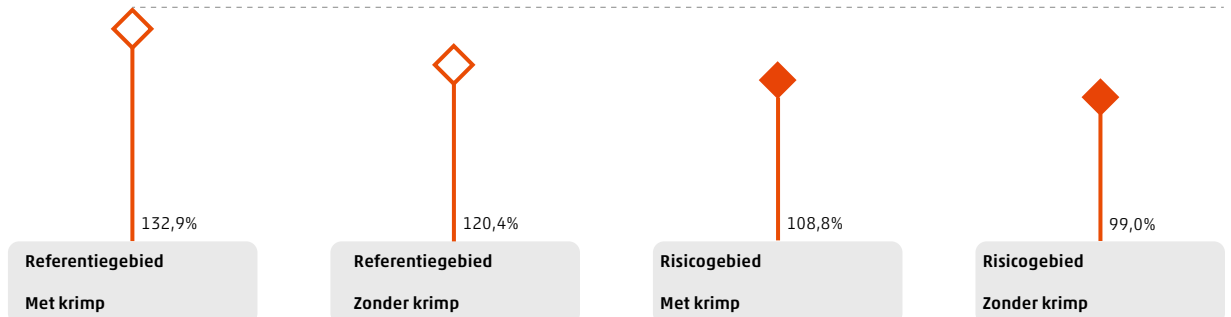 132,9%
120,4%
108,8%
99,0%
Referentiegebied
Referentiegebied
Risicogebied
Risicogebied
Met krimp
Zonder krimp
Met krimp
Zonder krimp